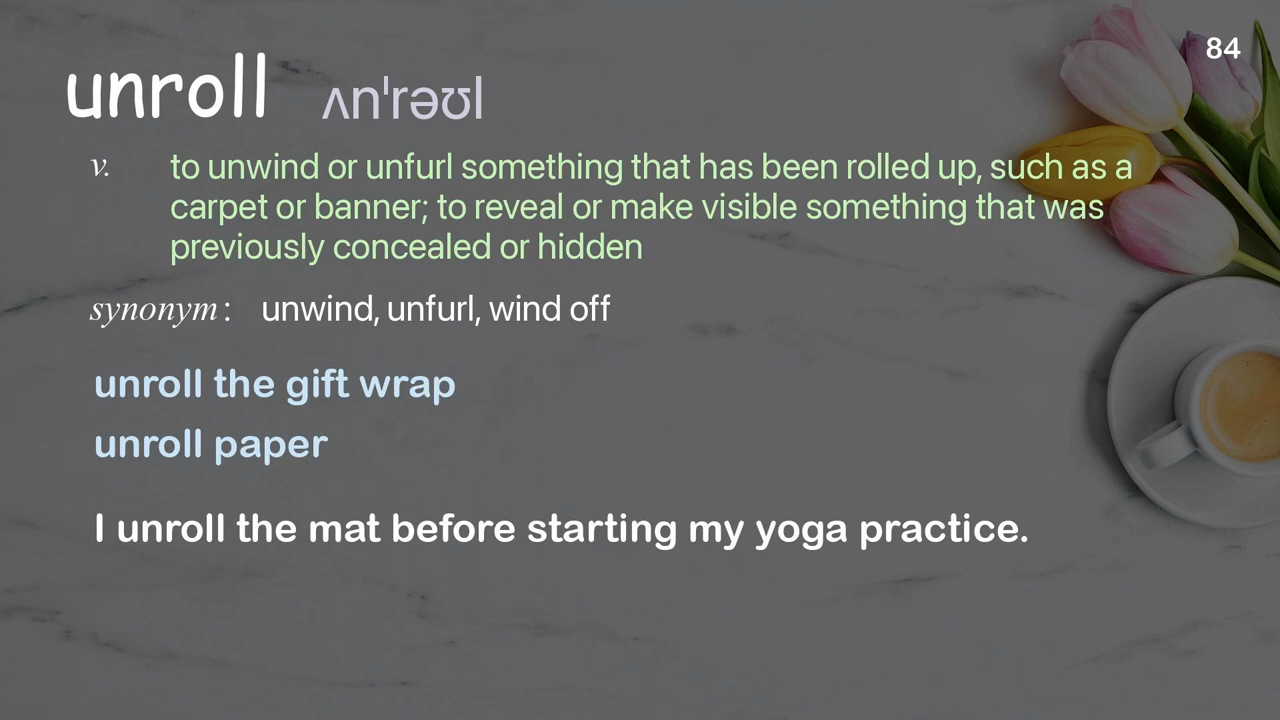 84
unroll ʌnˈrəʊl
v. to unwind or unfurl something that has been rolled up, such as a
carpet or banner; to reveal or make visible something that was
previously concealed or hidden
synonym: unwind, unfurl, wind off
unroll the gift wrap
unroll paper
I unroll the mat before starting my yoga practice.